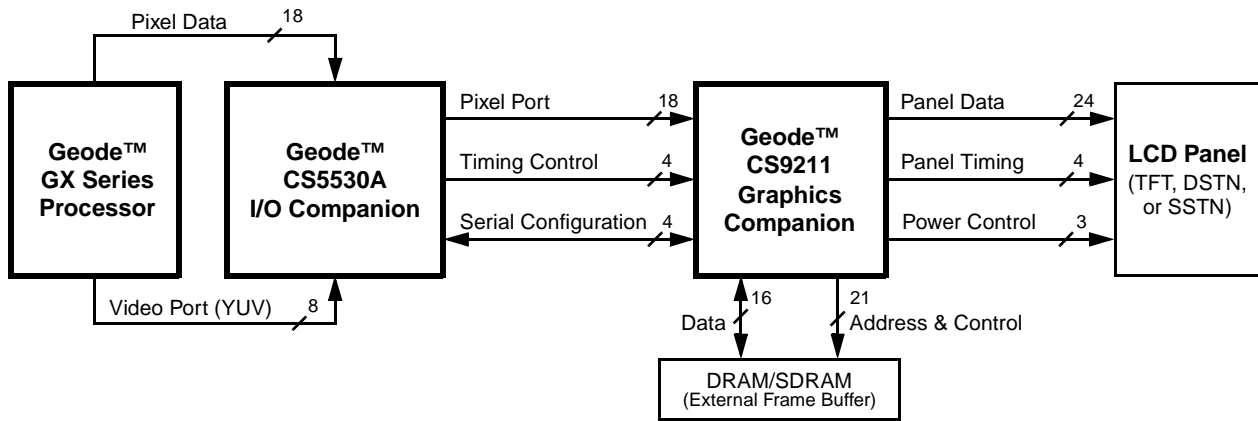 Pixel Data
18
Geode™
GX Series
Processor
Geode™
CS5530A
I/O Companion
Video Port (YUV)
8
Pixel Port
18
Timing Control
4
Serial Configuration
4
Geode™
CS9211
Graphics
Companion
Panel Data
24
Panel Timing
4
Power Control
3
LCD Panel
(TFT, DSTN,
or SSTN)
16
Data
21
Address & Control
DRAM/SDRAM
(External Frame Buffer)